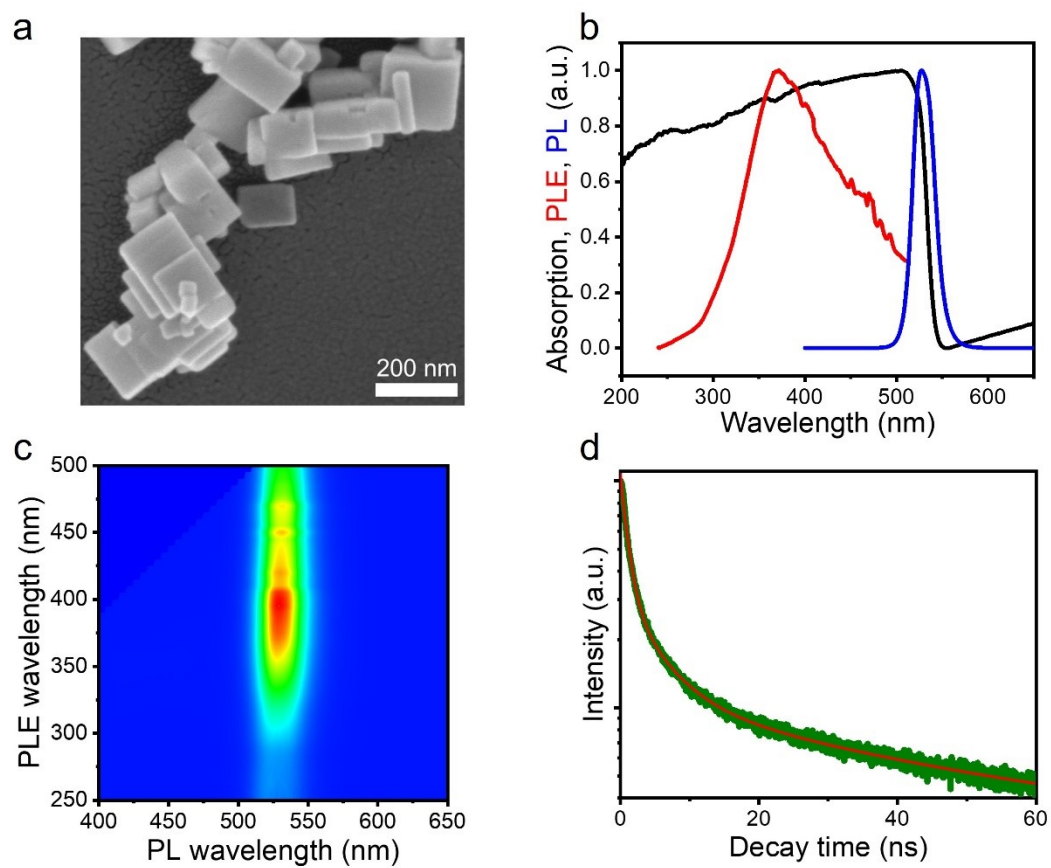 a
200 nm
b
Absorption, PLE, PL (a.u.)
1.0
0.8
0.6
0.4
0.2
0.0
200
300
400
500
600
Wavelength (nm)
c
PLE wavelength (nm)
500
450
400
350
300
250
400
450
500
550
600
650
PL wavelength (nm)
d
Intensity (a.u.)
0
20
40
60
Decay time (ns)